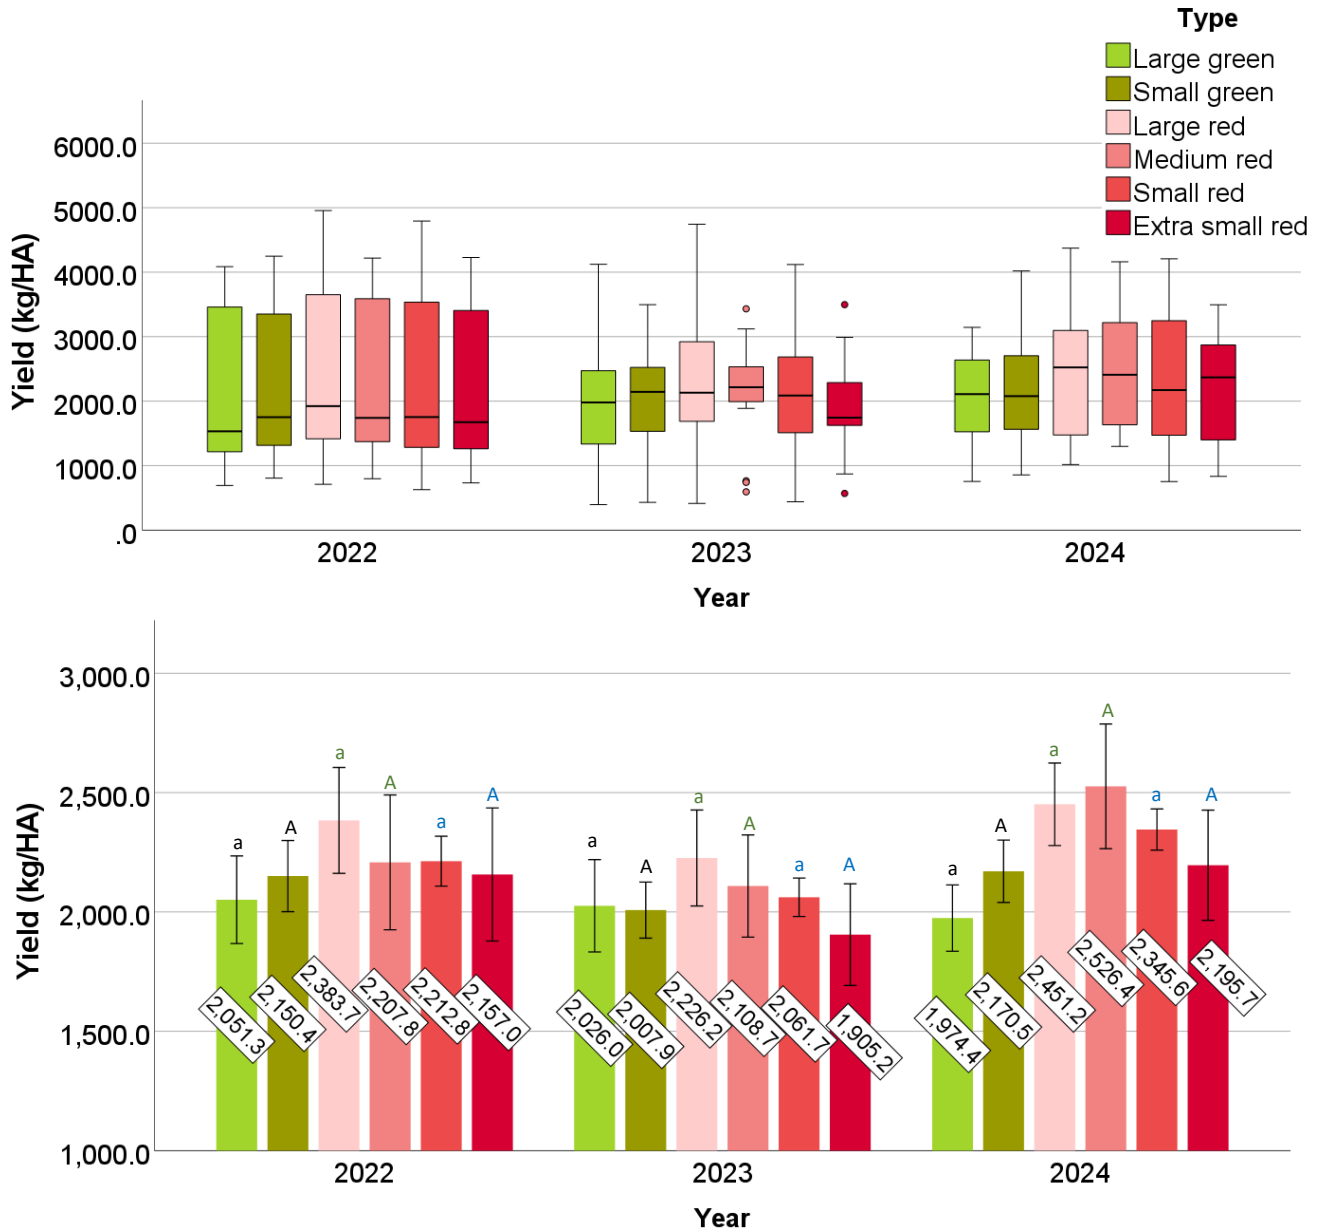 Type
Large green
Small green
Large red
Medium red
Small red
Extra small red
Yield (kg/HA)
6000.0
5000.0
4000.0
3000.0
2000.0
1000.0
.0
2022 2023 2024
Year
Yield (kg/HA)
3,000.0
2,500.0
2,000.0
1,500.0
1,000.0
a A a A a A
a A a A a A
a A a A a A
2,051.3 2,150.4 2,383.7 2,207.8 2,212.8 2,157.0
2,026.0 2,007.9 2,226.2 2,108.7 2,061.7 1,905.2
1,974.4 2,170.5 2,451.2 2,526.4 2,345.6 2,195.7
2022 2023 2024
Year